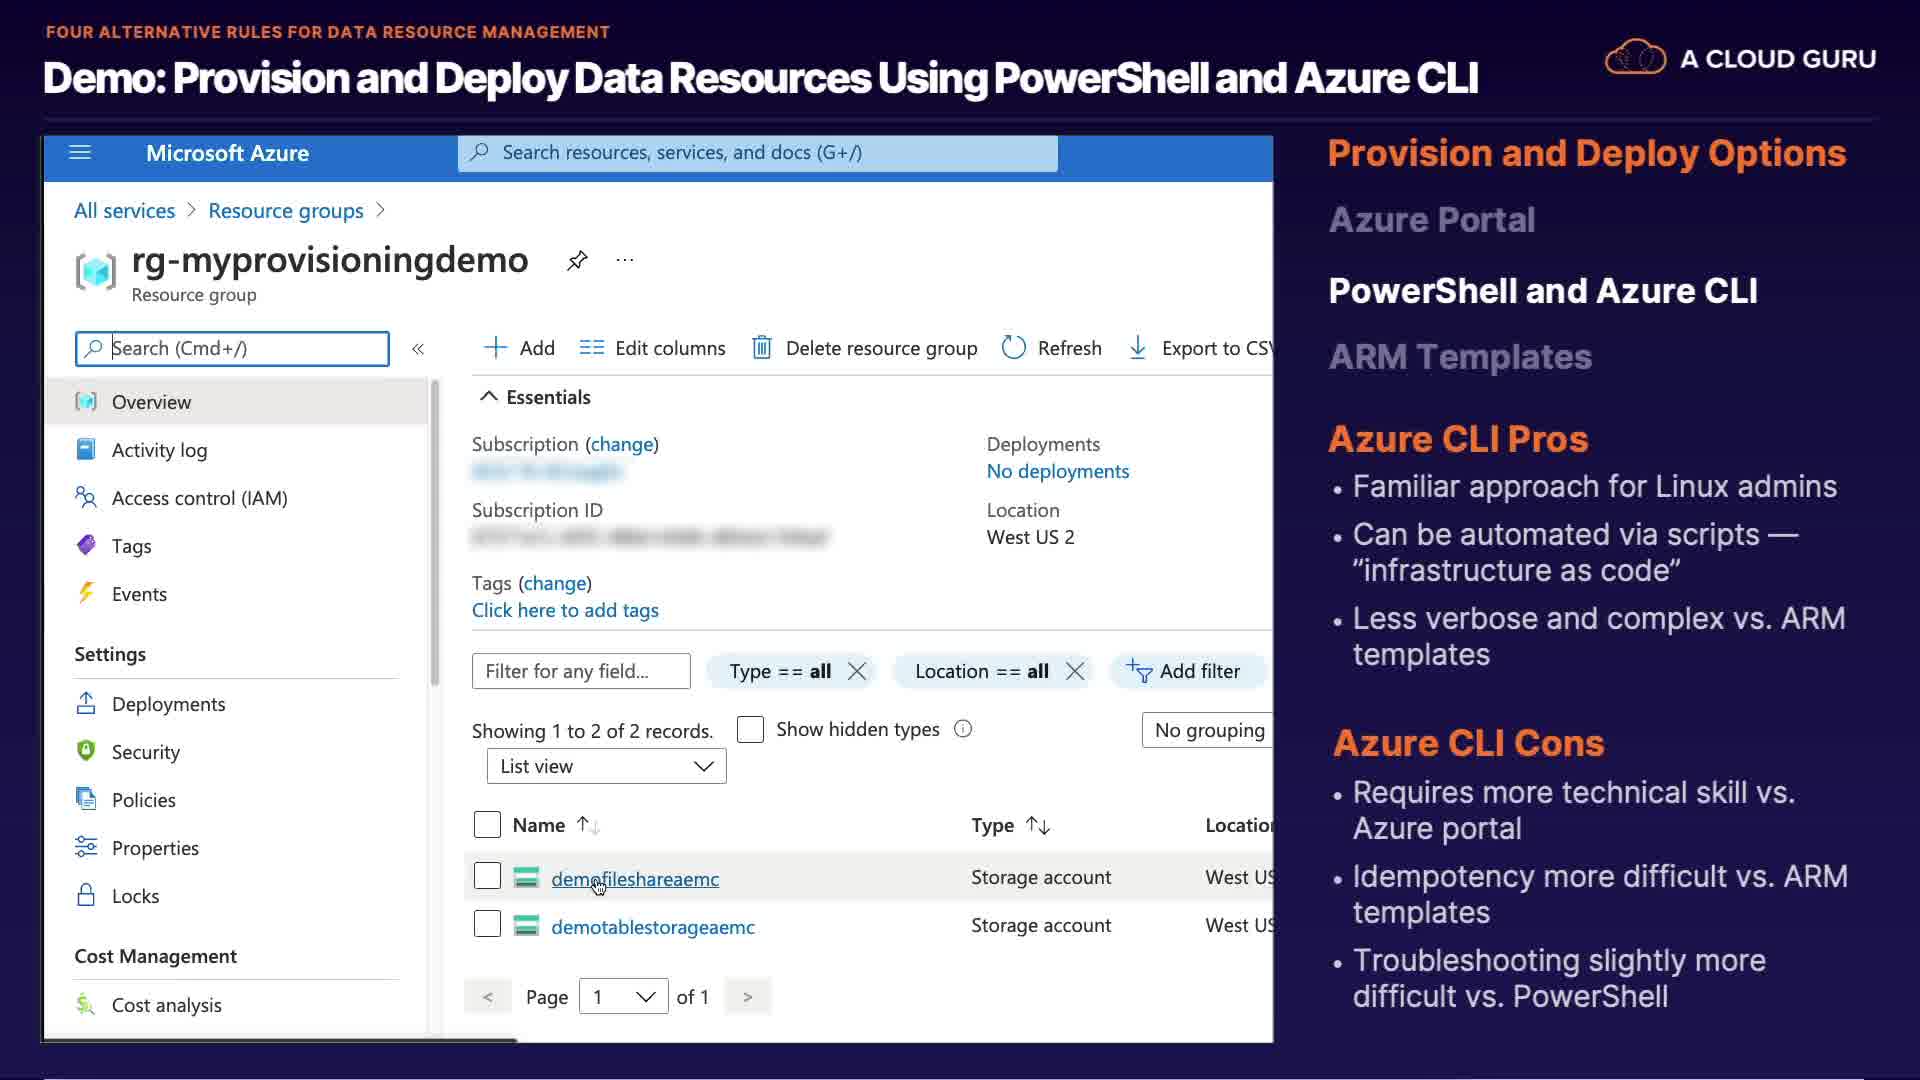 FOUR ALTERNATIVE RULES FOR DATA RESOURCE MANAGEMENT
Demo: Provision and Deploy Data Resources Using PowerShell and Azure CLI
A CLOUD GURU
Microsoft Azure
Search resources, services, and docs (G+/)
All services > Resource groups >
rg-myprovisioningdemo
...
Resource group
Search (Cmd+/)
«
Add
Edit columns
Delete resource group
Refresh
Export to CSV
Overview
Activity log
Access control (IAM)
Tags
Events
Settings
Deployments
Security
Policies
Properties
Locks
Cost Management
Cost analysis
Essentials
Subscription (change)
Deployments
No deployments
Subscription ID
Location
West US 2
Tags (change)
Click here to add tags
Filter for any field...
Type == all
Location == all
Add filter
Showing 1 to 2 of 2 records.
Show hidden types
No grouping
List view
Name
Type
Location
demofileshareaemc
Storage account
West US
demotablestorageaemc
Storage account
West US
< Page 1 of 1 >
Provision and Deploy Options
Azure Portal
PowerShell and Azure CLI
ARM Templates
Azure CLI Pros
• Familiar approach for Linux admins
• Can be automated via scripts —
”infrastructure as code”
• Less verbose and complex vs. ARM
templates
Azure CLI Cons
• Requires more technical skill vs.
Azure portal
• Idempotency more difficult vs. ARM
templates
• Troubleshooting slightly more
difficult vs. PowerShell